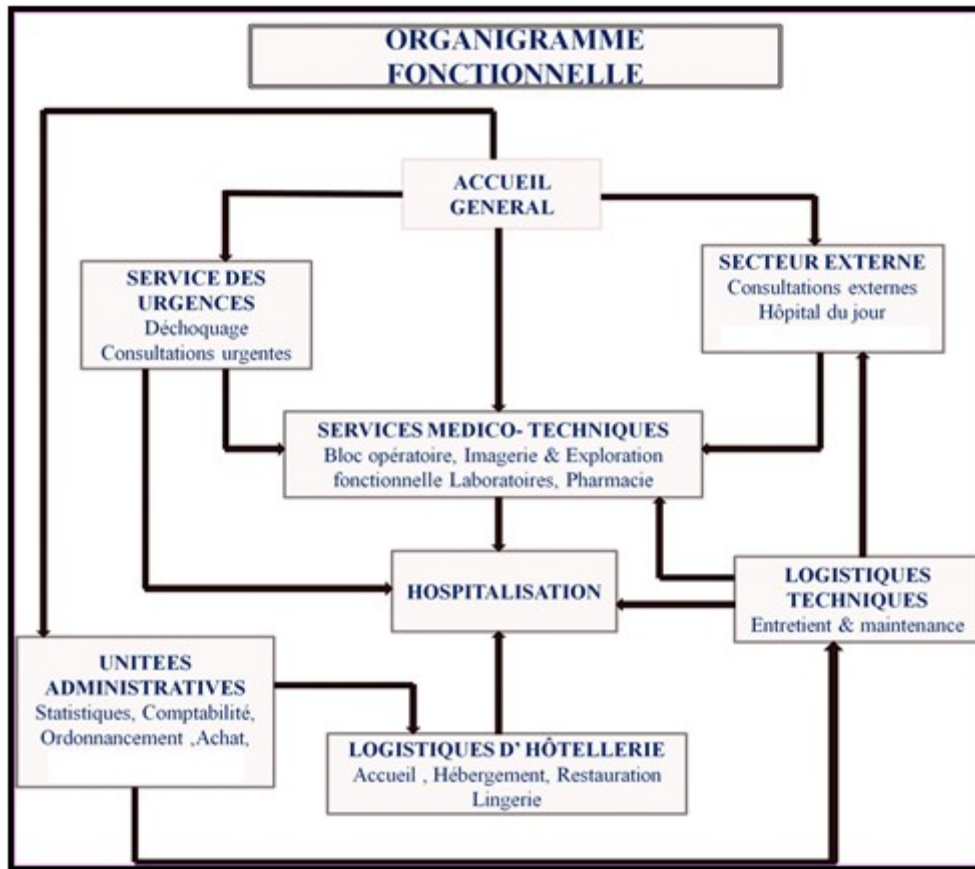 ORGANIGRAMME
FONCTIONNELLE
ACCUEIL
GENERAL
SERVICE DES
URGENCES
Déchoquage
Consultations urgentes
SECTEUR EXTERNE
Consultations externes
Hôpital du jour
SERVICES MEDICO- TECHNIQUES
Bloc opératoire, Imagerie & Exploration
fonctionnelle Laboratoires, Pharmacie
HOSPITALISATION
LOGISTIQUES
TECHNIQUES
Entretient & maintenance
UNITEES
ADMINISTRATIVES
Statistiques, Comptabilité,
Ordonnancement ,Achat,
LOGISTIQUES D' HÔTELLERIE
Accueil , Hébergement, Restauration
Lingerie